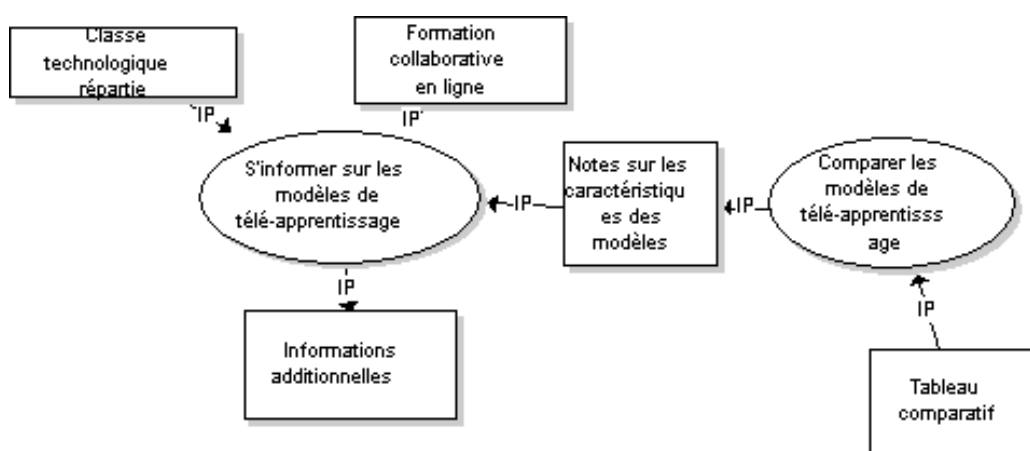 Classe
technologique
répartie
Formation
collaborative
en ligne
IP
IP
S'informer sur les
modèles de
télé-apprentissage
IP
Notes sur les
caractéristiqu
es des
modèles
IP
Comparer les
modèles de
télé-apprentisss
age
IP
Informations
additionnelles
IP
Tableau
comparatif